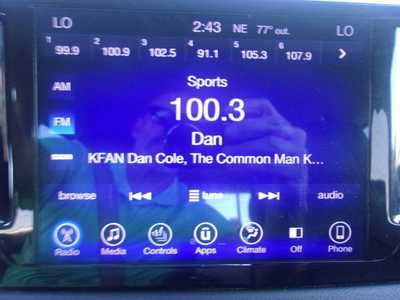 LO 2:43 NE 77° out. LO
1 99.9 2 100.9 3 102.5 4 91.1 5 105.3 6 107.9
AM
Sports
100.3
FM
Dan
KFAN Dan Cole, The Common Man K...
browse tune audio
Radio Media Controls Apps Climate Off Phone